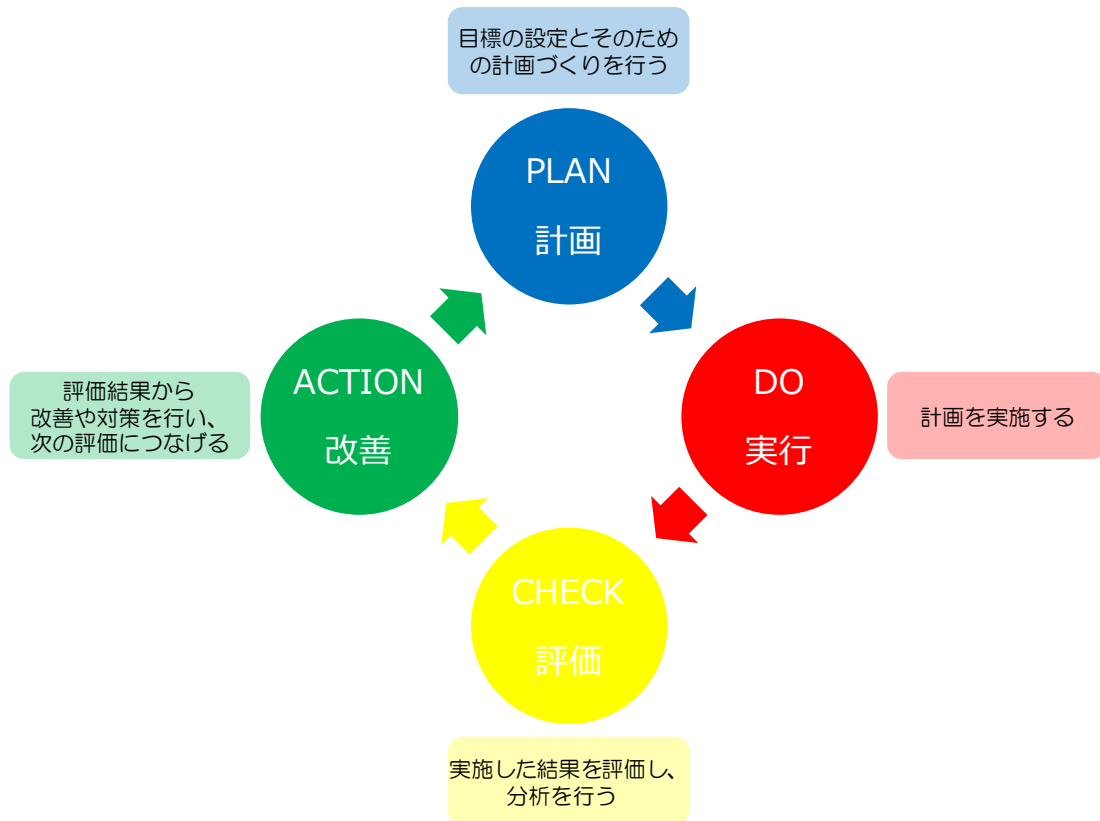 目標の設定とそのため
の計画づくりを行う
PLAN
計画
ACTION
改善
DO
実行
評価結果から
改善や対策を行い、
次の評価につなげる
計画を実施する
CHECK
評価
実施した結果を評価し、
分析を行う